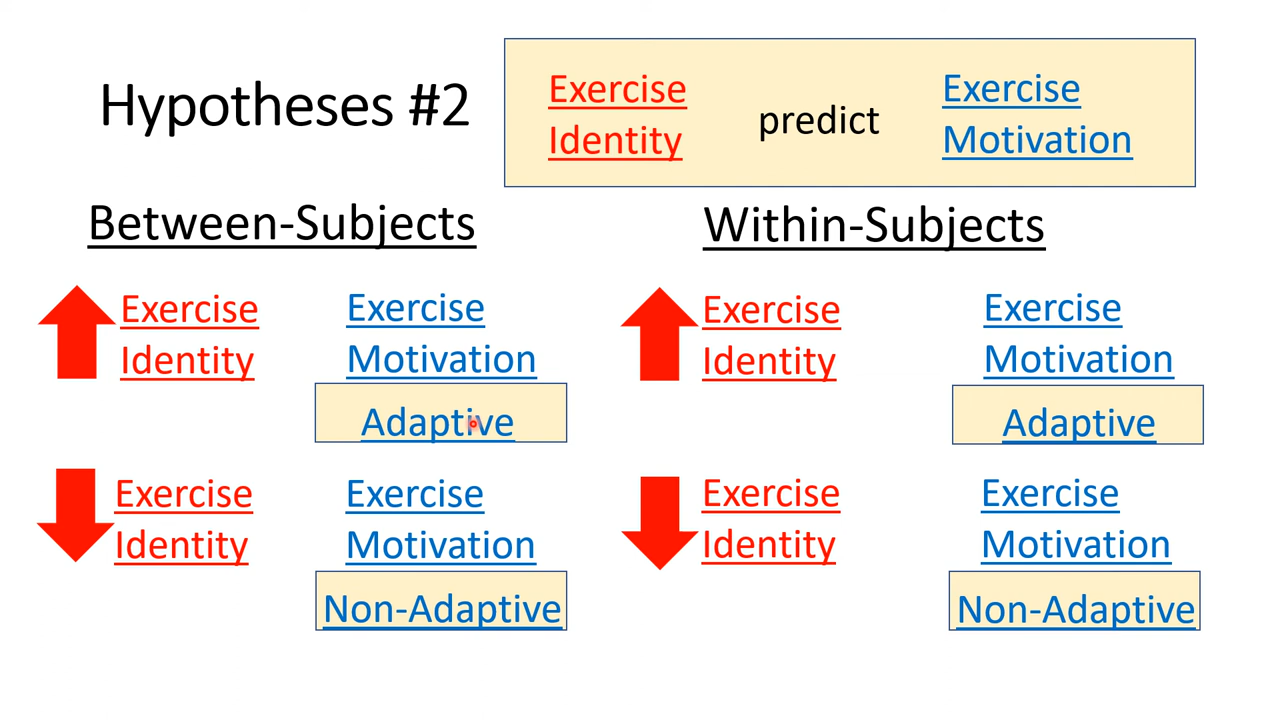 Hypotheses #2
Exercise
Identity
predict
Exercise
Motivation
Between-Subjects
Exercise
Identity
Exercise
Motivation
Adaptive
Exercise
Identity
Exercise
Motivation
Non-Adaptive
Within-Subjects
Exercise
Identity
Exercise
Motivation
Adaptive
Exercise
Identity
Exercise
Motivation
Non-Adaptive